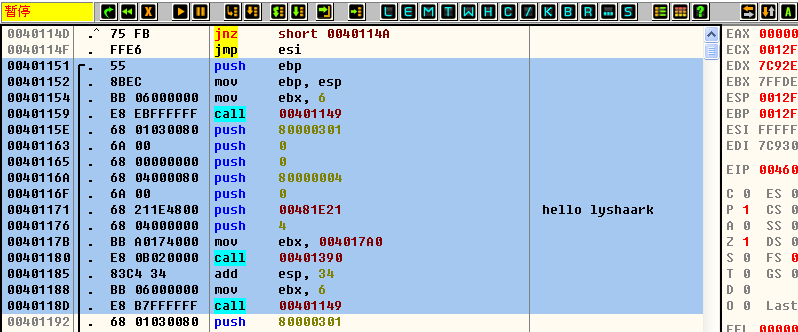 暫停 L E M T W H C / K B R ... S ? A
0040114D .^ 75 FB jnz short 0040114A EAX 00000
0040114F . FFE6 jmp esi ECX 0012F
00401151 . 55 push ebp EDX 7C92E
00401152 . 8BEC mov ebp, esp EBX 7FFDE
00401154 . BB 06000000 mov ebx, 6 ESP 0012F
00401159 . E8 EBFFFFFF call 00401149 EBP 0012F
0040115E . 68 01030080 push 80000301 ESI FFFFF
00401163 . 6A 00 push 0 EDI 7C930
00401165 . 68 00000000 push 0
0040116A . 68 04000080 push 80000004 EIP 00460
0040116F . 6A 00 push 0 C 0 ES 0
00401171 . 68 211E4800 push 00481E21 hello lyshaark P 1 CS 0
00401176 . 68 04000000 push 4 A 0 SS 0
0040117B . BB A0174000 mov ebx, 004017A0 Z 1 DS 0
00401180 . E8 0B020000 call 00401390 S 0 FS 0
00401185 . 83C4 34 add esp, 34 T 0 GS 0
00401188 . BB 06000000 mov ebx, 6 D 0
0040118D . E8 B7FFFFFF call 00401149 O 0 Last
00401192 . 68 01030080 push 80000301